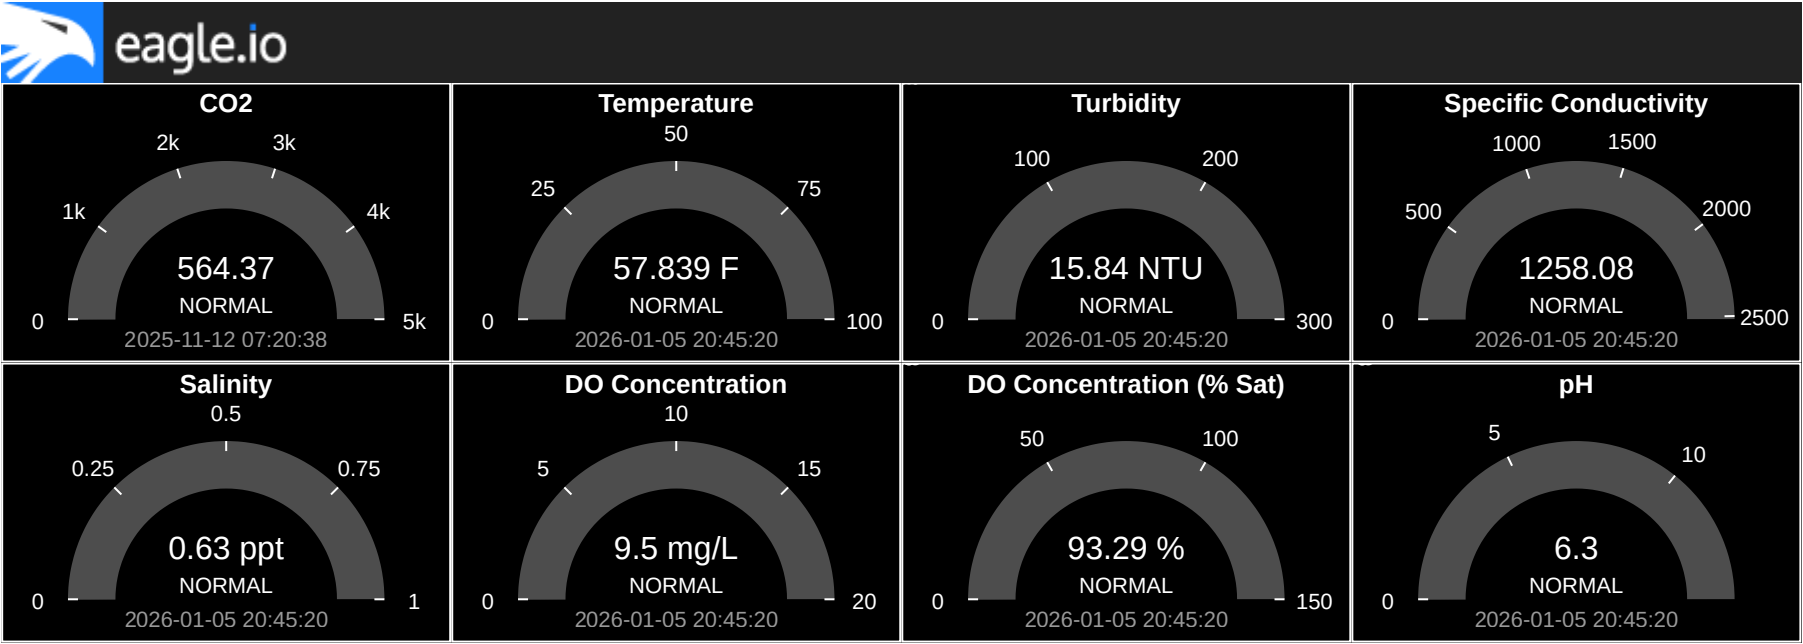 eagle.io
CO2
2k
3k
1k
4k
564.37
NORMAL
0
5k
2025-11-12 07:20:38
Temperature
50
25
75
57.839 F
NORMAL
0
100
2026-01-05 20:45:20
Turbidity
100
200
15.84 NTU
NORMAL
0
300
2026-01-05 20:45:20
Specific Conductivity
1000
1500
500
2000
1258.08
NORMAL
0
2500
2026-01-05 20:45:20
Salinity
0.5
0.25
0.75
0.63 ppt
NORMAL
0
1
2026-01-05 20:45:20
DO Concentration
10
5
15
9.5 mg/L
NORMAL
0
20
2026-01-05 20:45:20
DO Concentration (% Sat)
50
100
93.29 %
NORMAL
0
150
2026-01-05 20:45:20
pH
5
10
6.3
NORMAL
0
2026-01-05 20:45:20